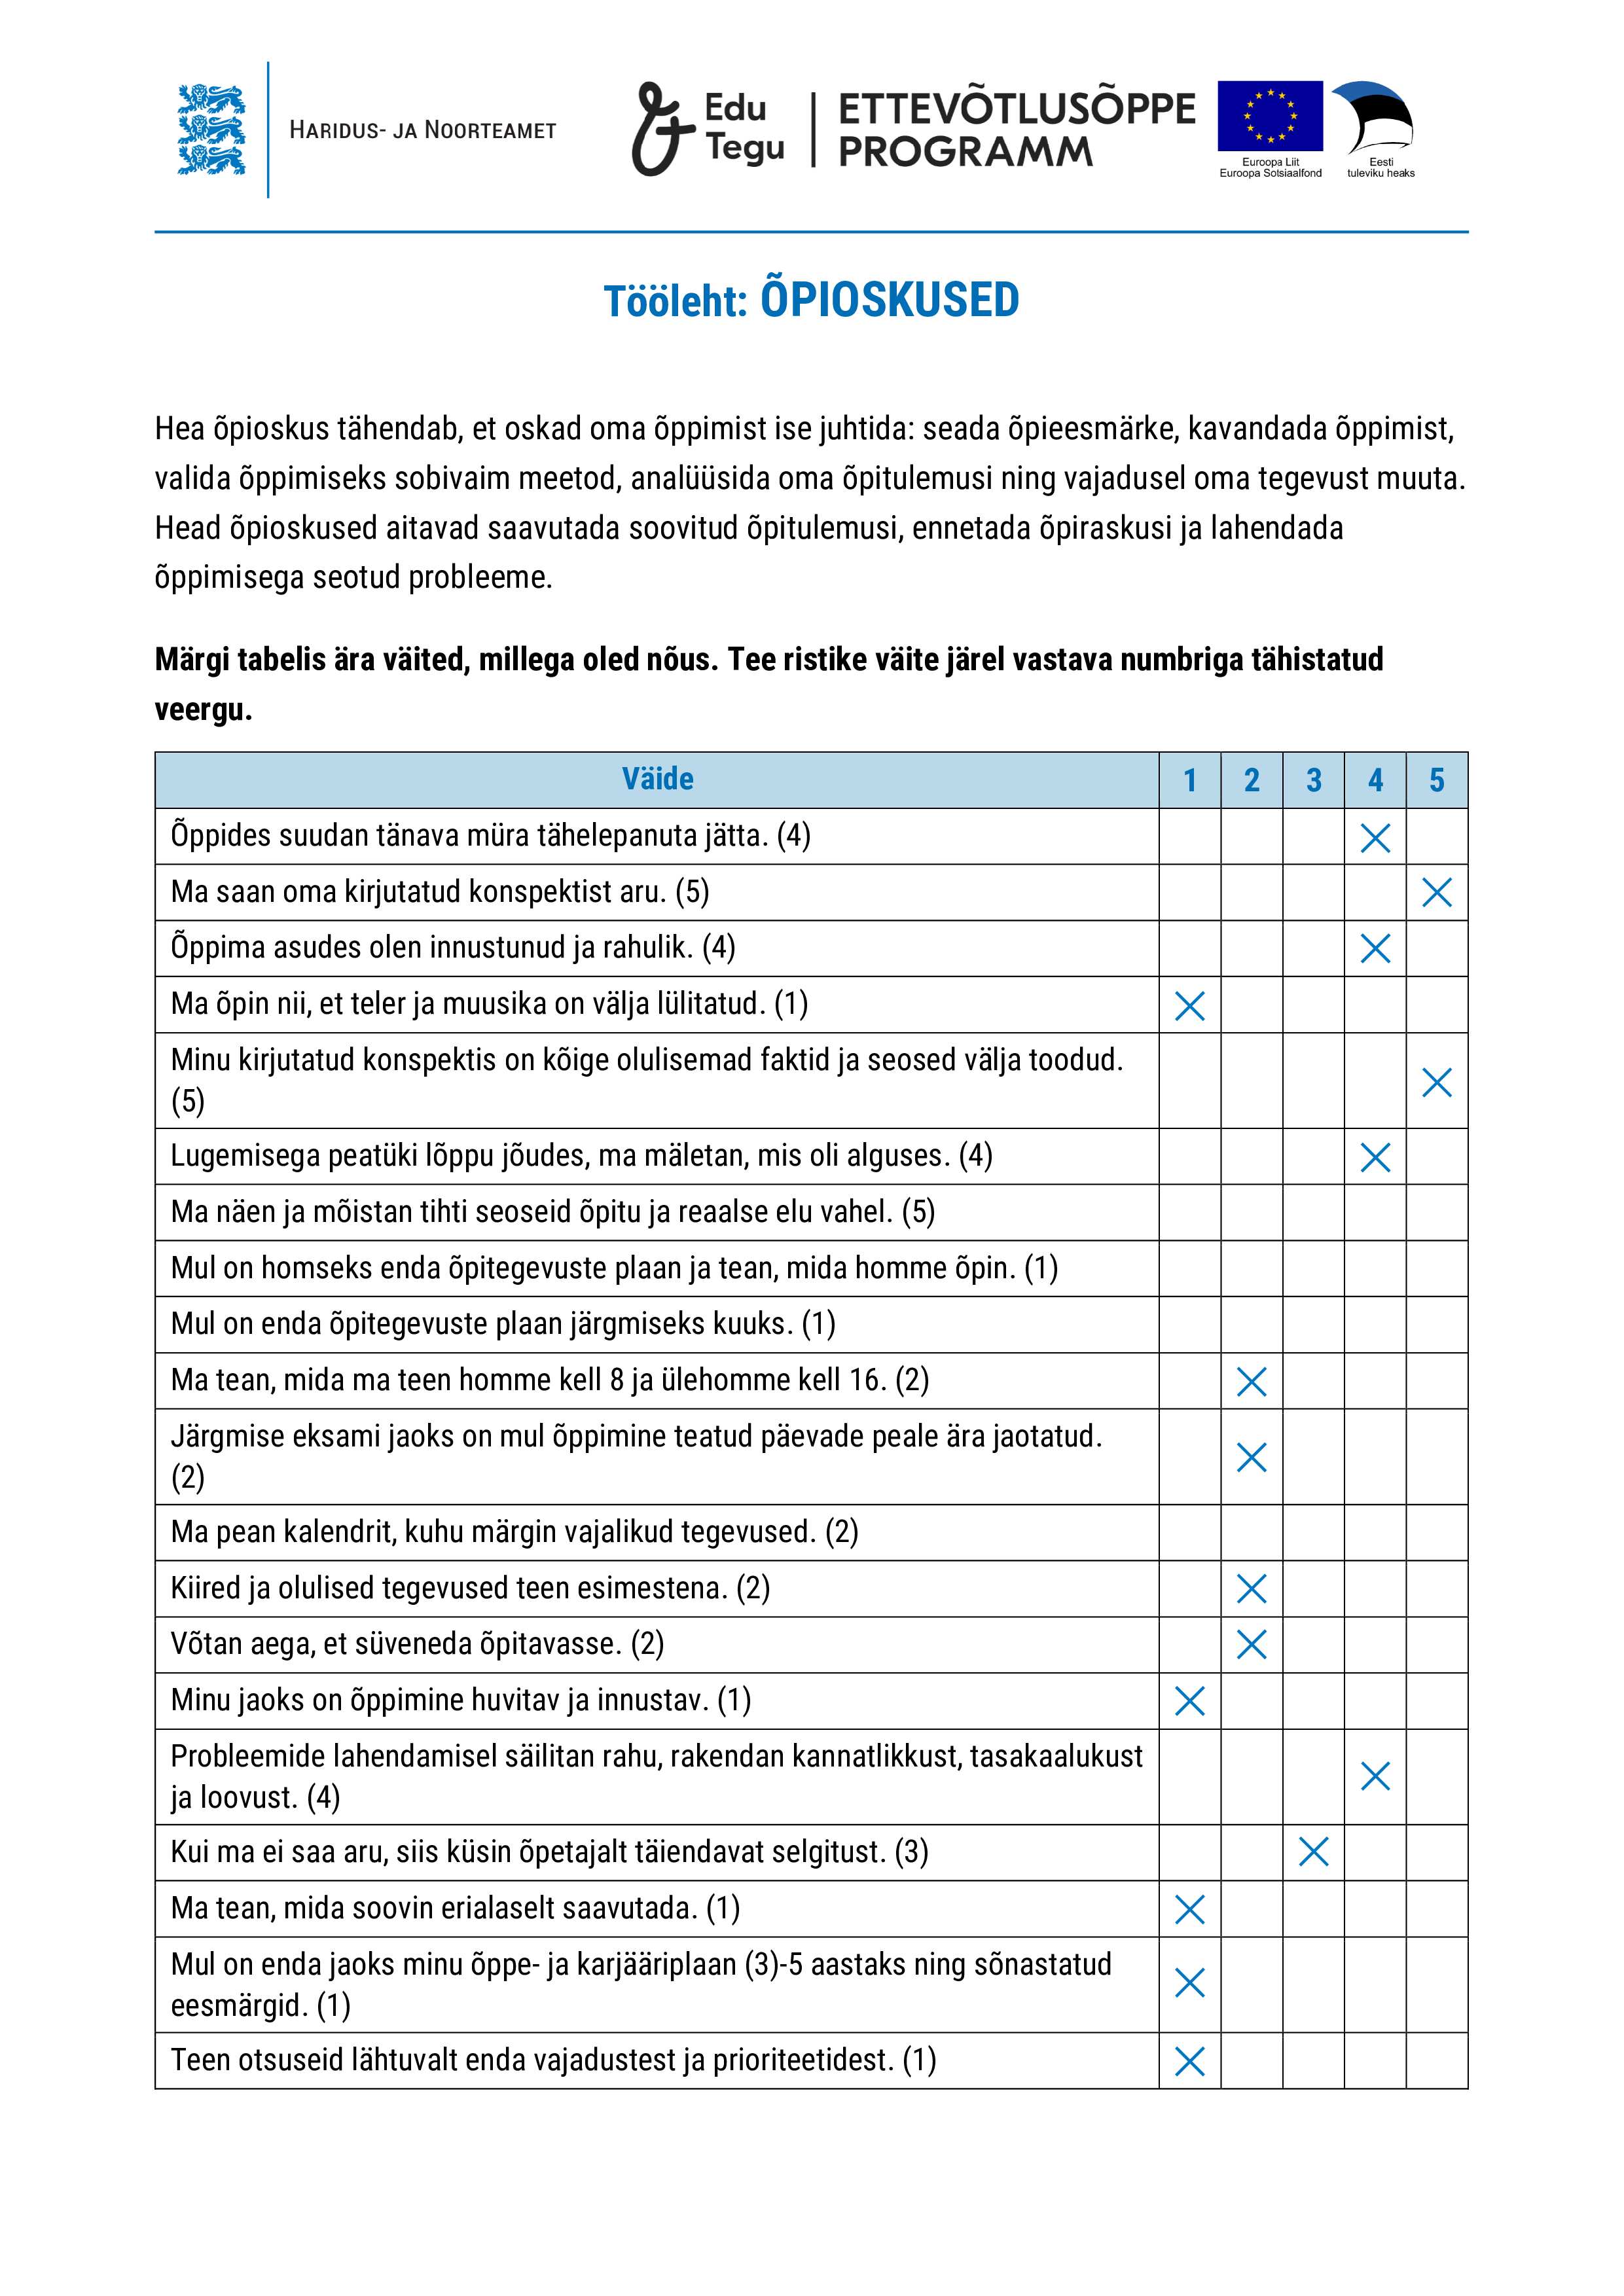 HARIDUS- JA NOORTEAMET
Edu
Tegu
ETTEVÕTLUSÕPPE
PROGRAMM
Euroopa Liit
Euroopa Sotsiaalfond
Eesti
tuleviku heaks
Tööleht: ÕPIOSKUSED
Hea õpioskus tähendab, et oskad oma õppimist ise juhtida: seada õpieesmärke, kavandada õppimist,
valida õppimiseks sobivaim meetod, analüüsida oma õpitulemusi ning vajadusel oma tegevust muuta.
Head õpioskused aitavad saavutada soovitud õpitulemusi, ennetada õpiraskusi ja lahendada
õppimisega seotud probleeme.
Märgi tabelis ära väited, millega oled nõus. Tee ristike väite järel vastava numbriga tähistatud
veergu.
Väide 1 2 3 4 5
Õppides suudan tänava müra tähelepanuta jätta. (4)
Ma saan oma kirjutatud konspektist aru. (5)
Õppima asudes olen innustunud ja rahulik. (4)
Ma õpin nii, et teler ja muusika on välja lülitatud. (1)
Minu kirjutatud konspektis on kõige olulisemad faktid ja seosed välja toodud.
(5)
Lugemisega peatüki lõppu jõudes, ma mäletan, mis oli alguses. (4)
Ma näen ja mõistan tihti seoseid õpitu ja reaalse elu vahel. (5)
Mul on homseks enda õpitegevuste plaan ja tean, mida homme õpin. (1)
Mul on enda õpitegevuste plaan järgmiseks kuuks. (1)
Ma tean, mida ma teen homme kell 8 ja ülehomme kell 16. (2)
Järgmise eksami jaoks on mul õppimine teatud päevade peale ära jaotatud.
(2)
Ma pean kalendrit, kuhu märgin vajalikud tegevused. (2)
Kiired ja olulised tegevused teen esimestena. (2)
Võtan aega, et süveneda õpitavasse. (2)
Minu jaoks on õppimine huvitav ja innustav. (1)
Probleemide lahendamisel säilitan rahu, rakendan kannatlikkust, tasakaalukust
ja loovust. (4)
Kui ma ei saa aru, siis küsin õpetajalt täiendavat selgitust. (3)
Ma tean, mida soovin erialaselt saavutada. (1)
Mul on enda jaoks minu õppe- ja karjääriplaan (3)-5 aastaks ning sõnastatud
eesmärgid. (1)
Teen otsuseid lähtuvalt enda vajadustest ja prioriteetidest. (1)